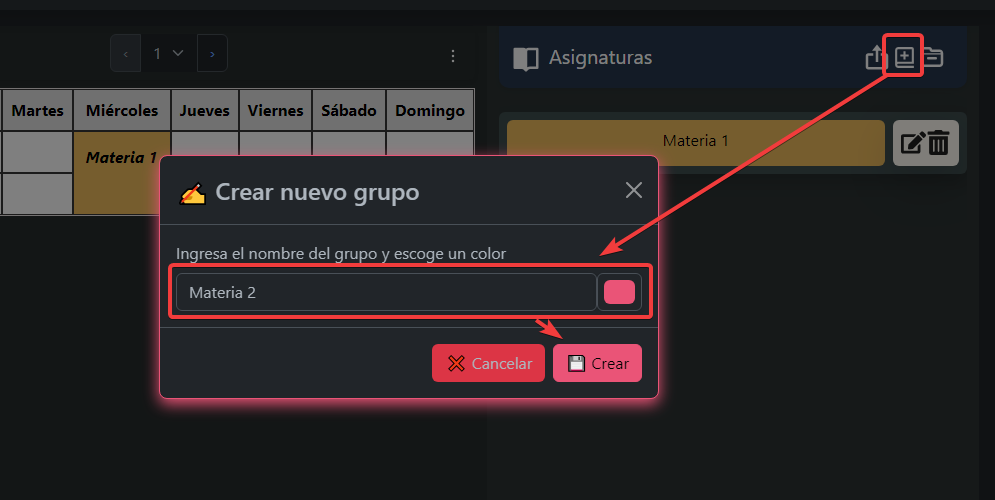 ‹ 1 ›
Asignaturas
Martes Miércoles Jueves Viernes Sábado Domingo
Materia 1
Materia 1
Crear nuevo grupo
Ingresa el nombre del grupo y escoge un color
Materia 2
Cancelar Crear